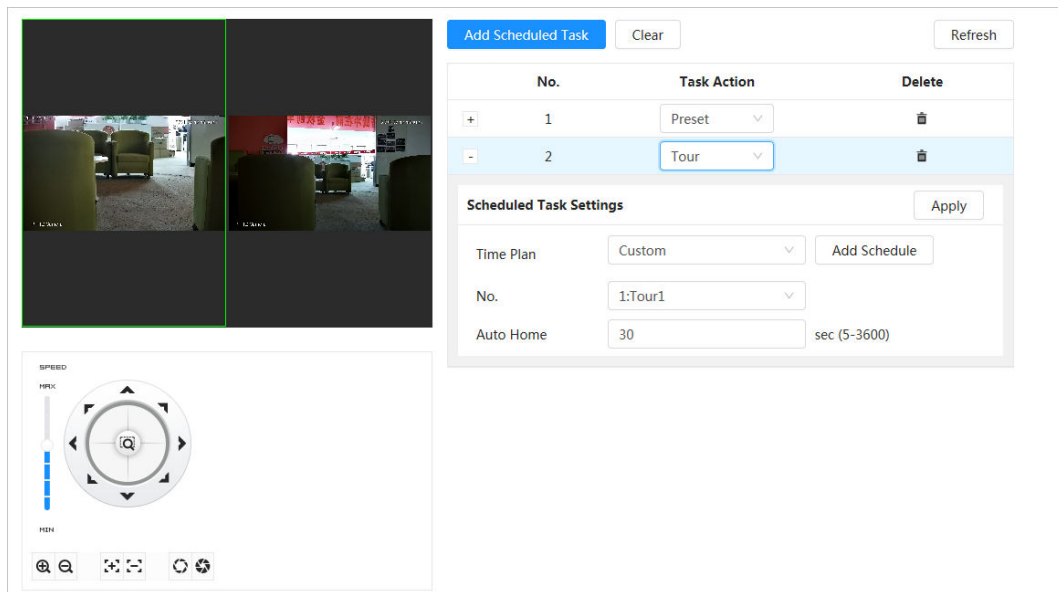 Add Scheduled Task Clear Refresh
No. Task Action Delete
+ 1 Preset
- 2 Tour
Scheduled Task Settings Apply
Time Plan Custom Add Schedule
No. 1:Tour1
Auto Home 30 sec (5-3600)
SPEED
MAX
MIN